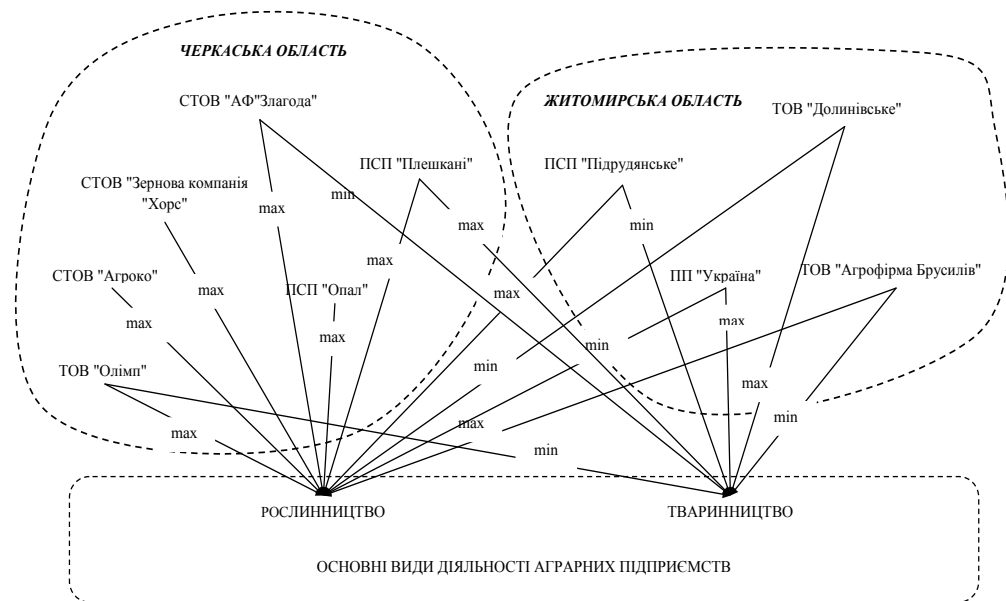 ЧЕРКАСЬКА ОБЛАСТЬ
СТОВ "АФ"Злагода"
ЖИТОМИРСЬКА ОБЛАСТЬ
ТОВ "Долинівське"
ПСП "Плешкані"
ПСП "Підрудянське"
СТОВ "Зернова компанія
"Хорс"
min
max
max
min
СТОВ "Агроко"
max
ПСП "Опал"
max
max
ПП "Україна"
ТОВ "Агрофірма Брусилів"
max
max
max
min
ТОВ "Олімп"
min
max
max
max
min
min
РОСЛИННИЦТВО
ТВАРИННИЦТВО
ОСНОВНІ ВИДИ ДІЯЛЬНОСТІ АГРАРНИХ ПІДПРИЄМСТВ